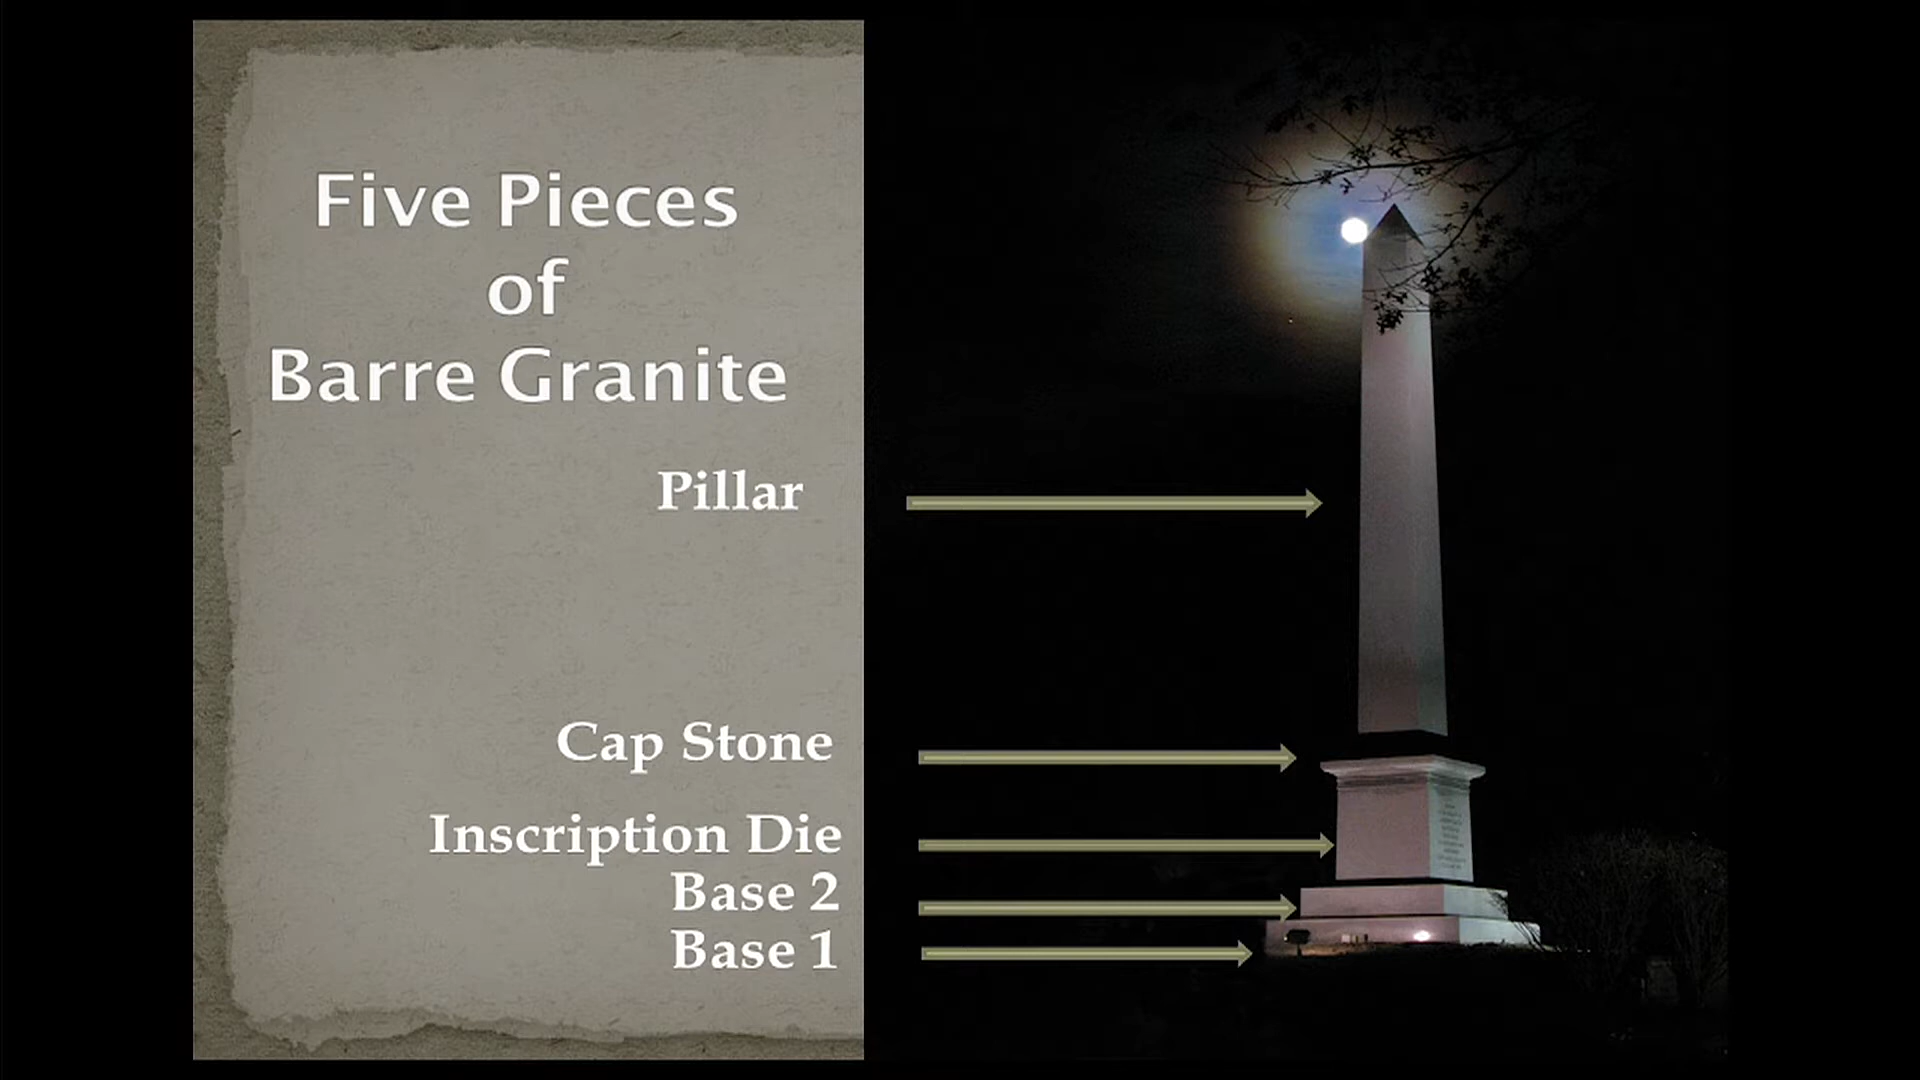 Five Pieces
of
Barre Granite
Pillar
Cap Stone
Inscription Die
Base 2
Base 1